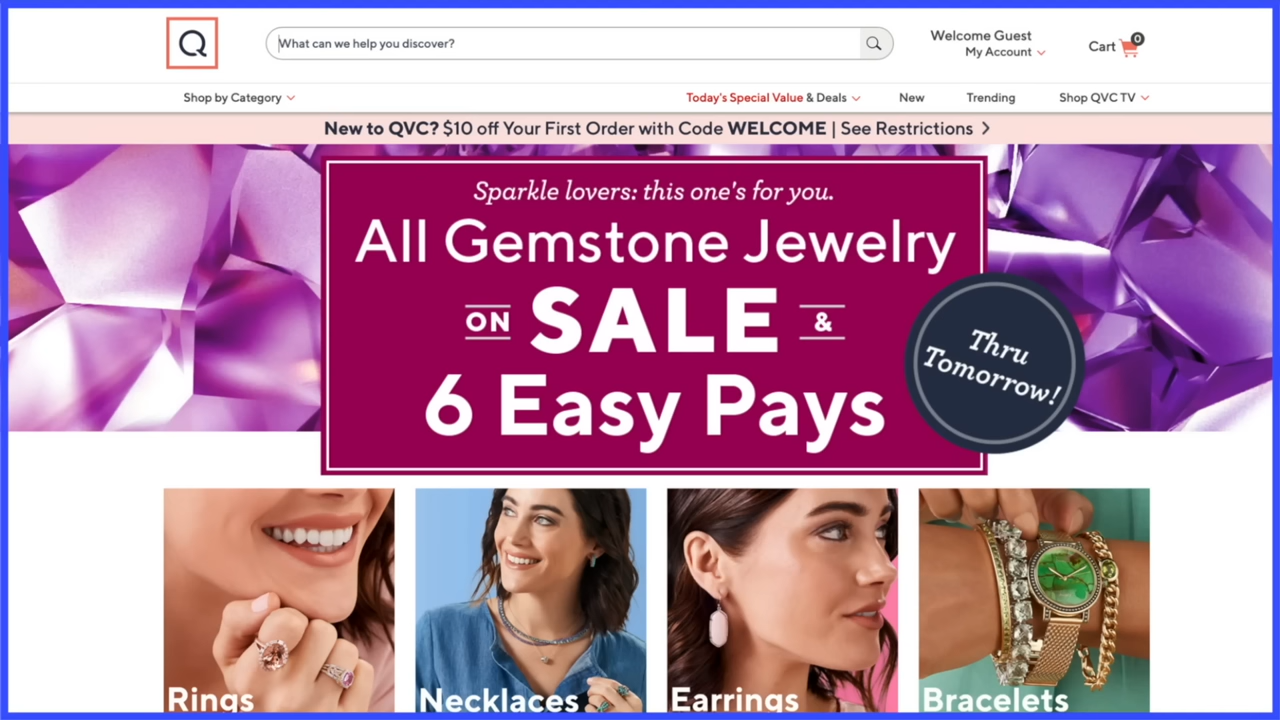 Q
What can we help you discover?
Welcome Guest
My Account
Cart 0
Shop by Category
Today's Special Value & Deals
New
Trending
Shop QVC TV
New to QVC? $10 off Your First Order with Code WELCOME | See Restrictions
Sparkle lovers: this one's for you.
All Gemstone Jewelry
ON SALE &
6 Easy Pays
Thru
Tomorrow!
Rings
Necklaces
Earrings
Bracelets